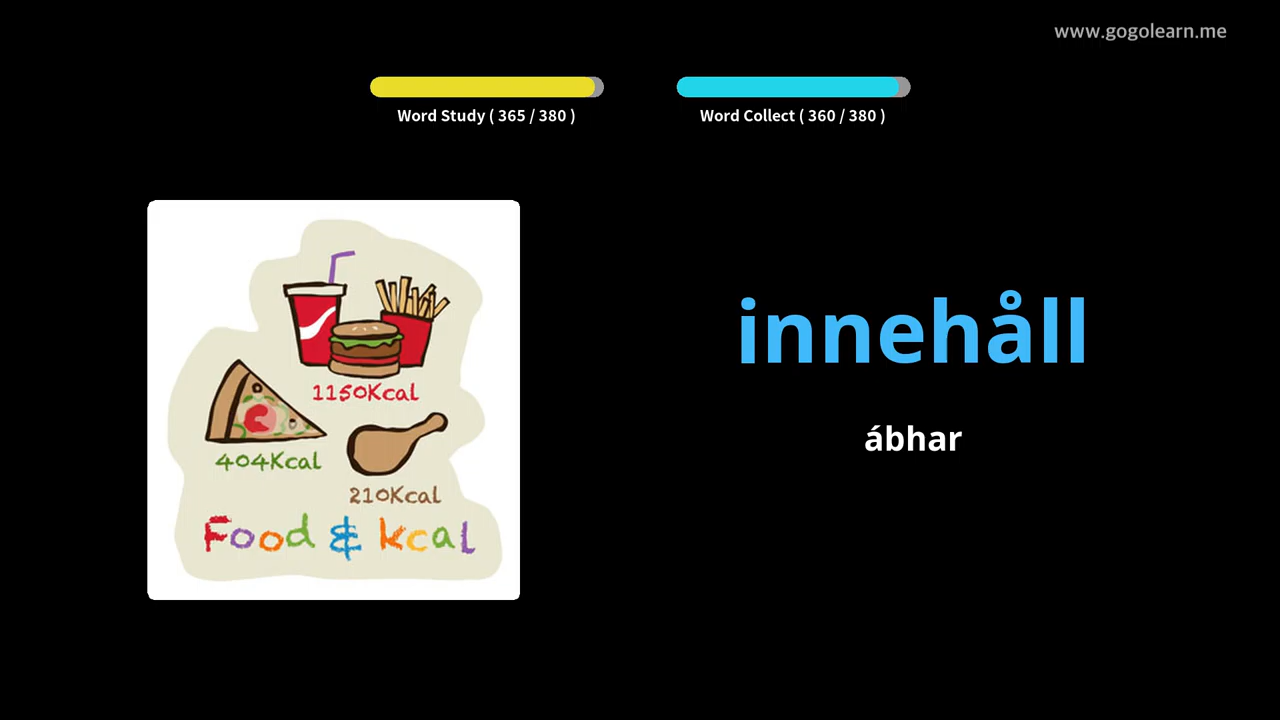 www.gogolearn.me
Word Study ( 365 / 380 )
Word Collect ( 360 / 380 )
1150Kcal
404Kcal
210Kcal
Food & kcal
innehåll
ábhar